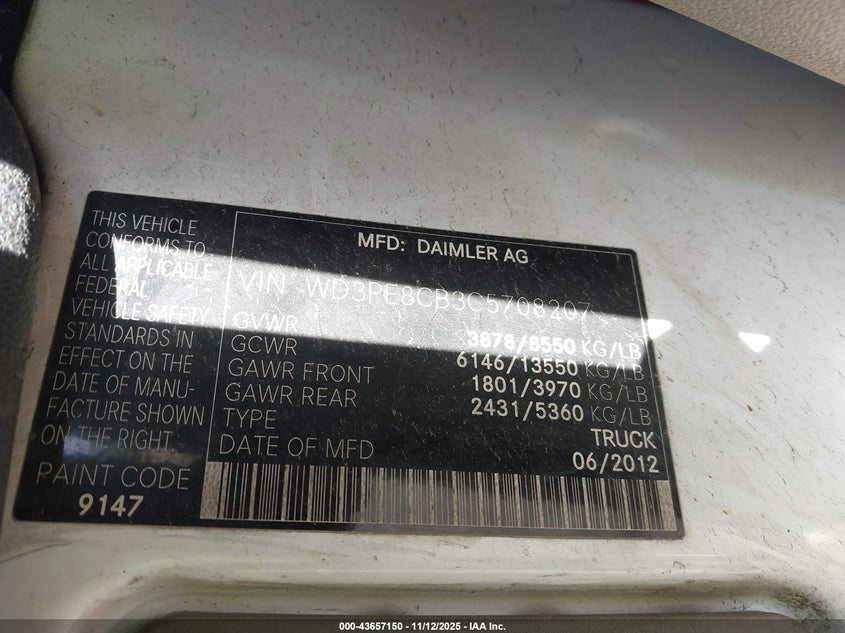 THIS VEHICLE
CONFORMS TO
ALL APPLICABLE
FEDERAL
VEHICLE SAFETY
STANDARDS IN
EFFECT ON THE
DATE OF MANU-
FACTURE SHOWN
ON THE RIGHT.
PAINT CODE
9147
MFD: DAIMLER AG
VIN WD3PE8CB3C5708207
GVWR 3878/8550 KG/LB
GCWR 6146/13550 KG/LB
GAWR FRONT 1801/3970 KG/LB
GAWR REAR 2431/5360 KG/LB
TYPE TRUCK
DATE OF MFD 06/2012
000-43657150 - 11/12/2025 - IAA Inc.